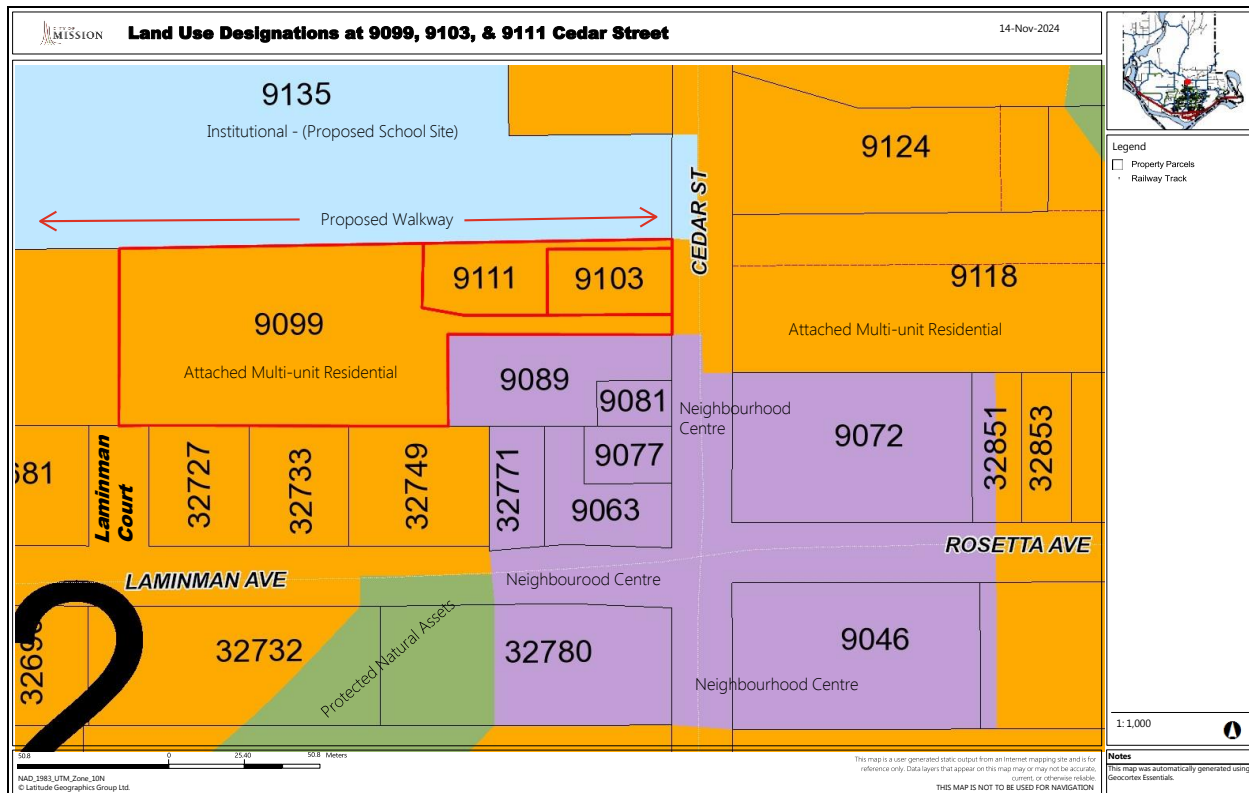 CITY OF
MISSION
Land Use Designations at 9099, 9103, & 9111 Cedar Street
14-Nov-2024
9135
Institutional - (Proposed School Site)
Proposed Walkway
CEDAR ST
9124
9118
Attached Multi-unit Residential
9111
9103
9099
Attached Multi-unit Residential
9089
9081
Neighbourhood
Centre
9072
32851
32853
681
Laminman
Court
32727
32733
32749
32771
9077
9063
ROSETTA AVE
LAMINMAN AVE
Neighbourood Centre
2
32732
Protected Natural Assets
32780
9046
Neighbourhood Centre
Legend
Property Parcels
Railway Track
1: 1,000
50.8 0 25.40 50.8 Meters
NAD_1983_UTM_Zone_10N
© Latitude Geographics Group Ltd.
This map is a user generated static output from an Internet mapping site and is for
reference only. Data layers that appear on this map may or may not be accurate,
current, or otherwise reliable.
THIS MAP IS NOT TO BE USED FOR NAVIGATION
Notes
This map was automatically generated using
Geocortex Essentials.